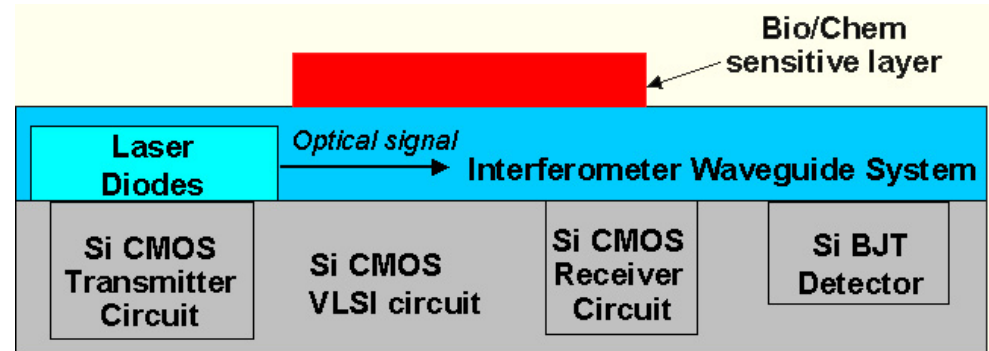 Bio/Chem
sensitive layer
Laser
Diodes
Optical signal
Interferometer Waveguide System
Si CMOS
Transmitter
Circuit
Si CMOS
VLSI circuit
Si CMOS
Receiver
Circuit
Si BJT
Detector